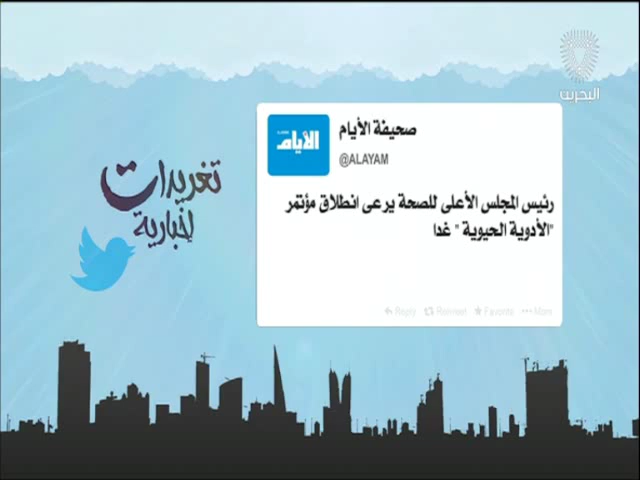 البحرين
صحيفة الأيام
الأيام
@ALAYAM
تغريدات
إخبارية
رئيس المجلس الأعلى للصحة يرعى انطلاق مؤتمر
"الأدوية الحيوية " غدا
Reply Retweet Favorite More